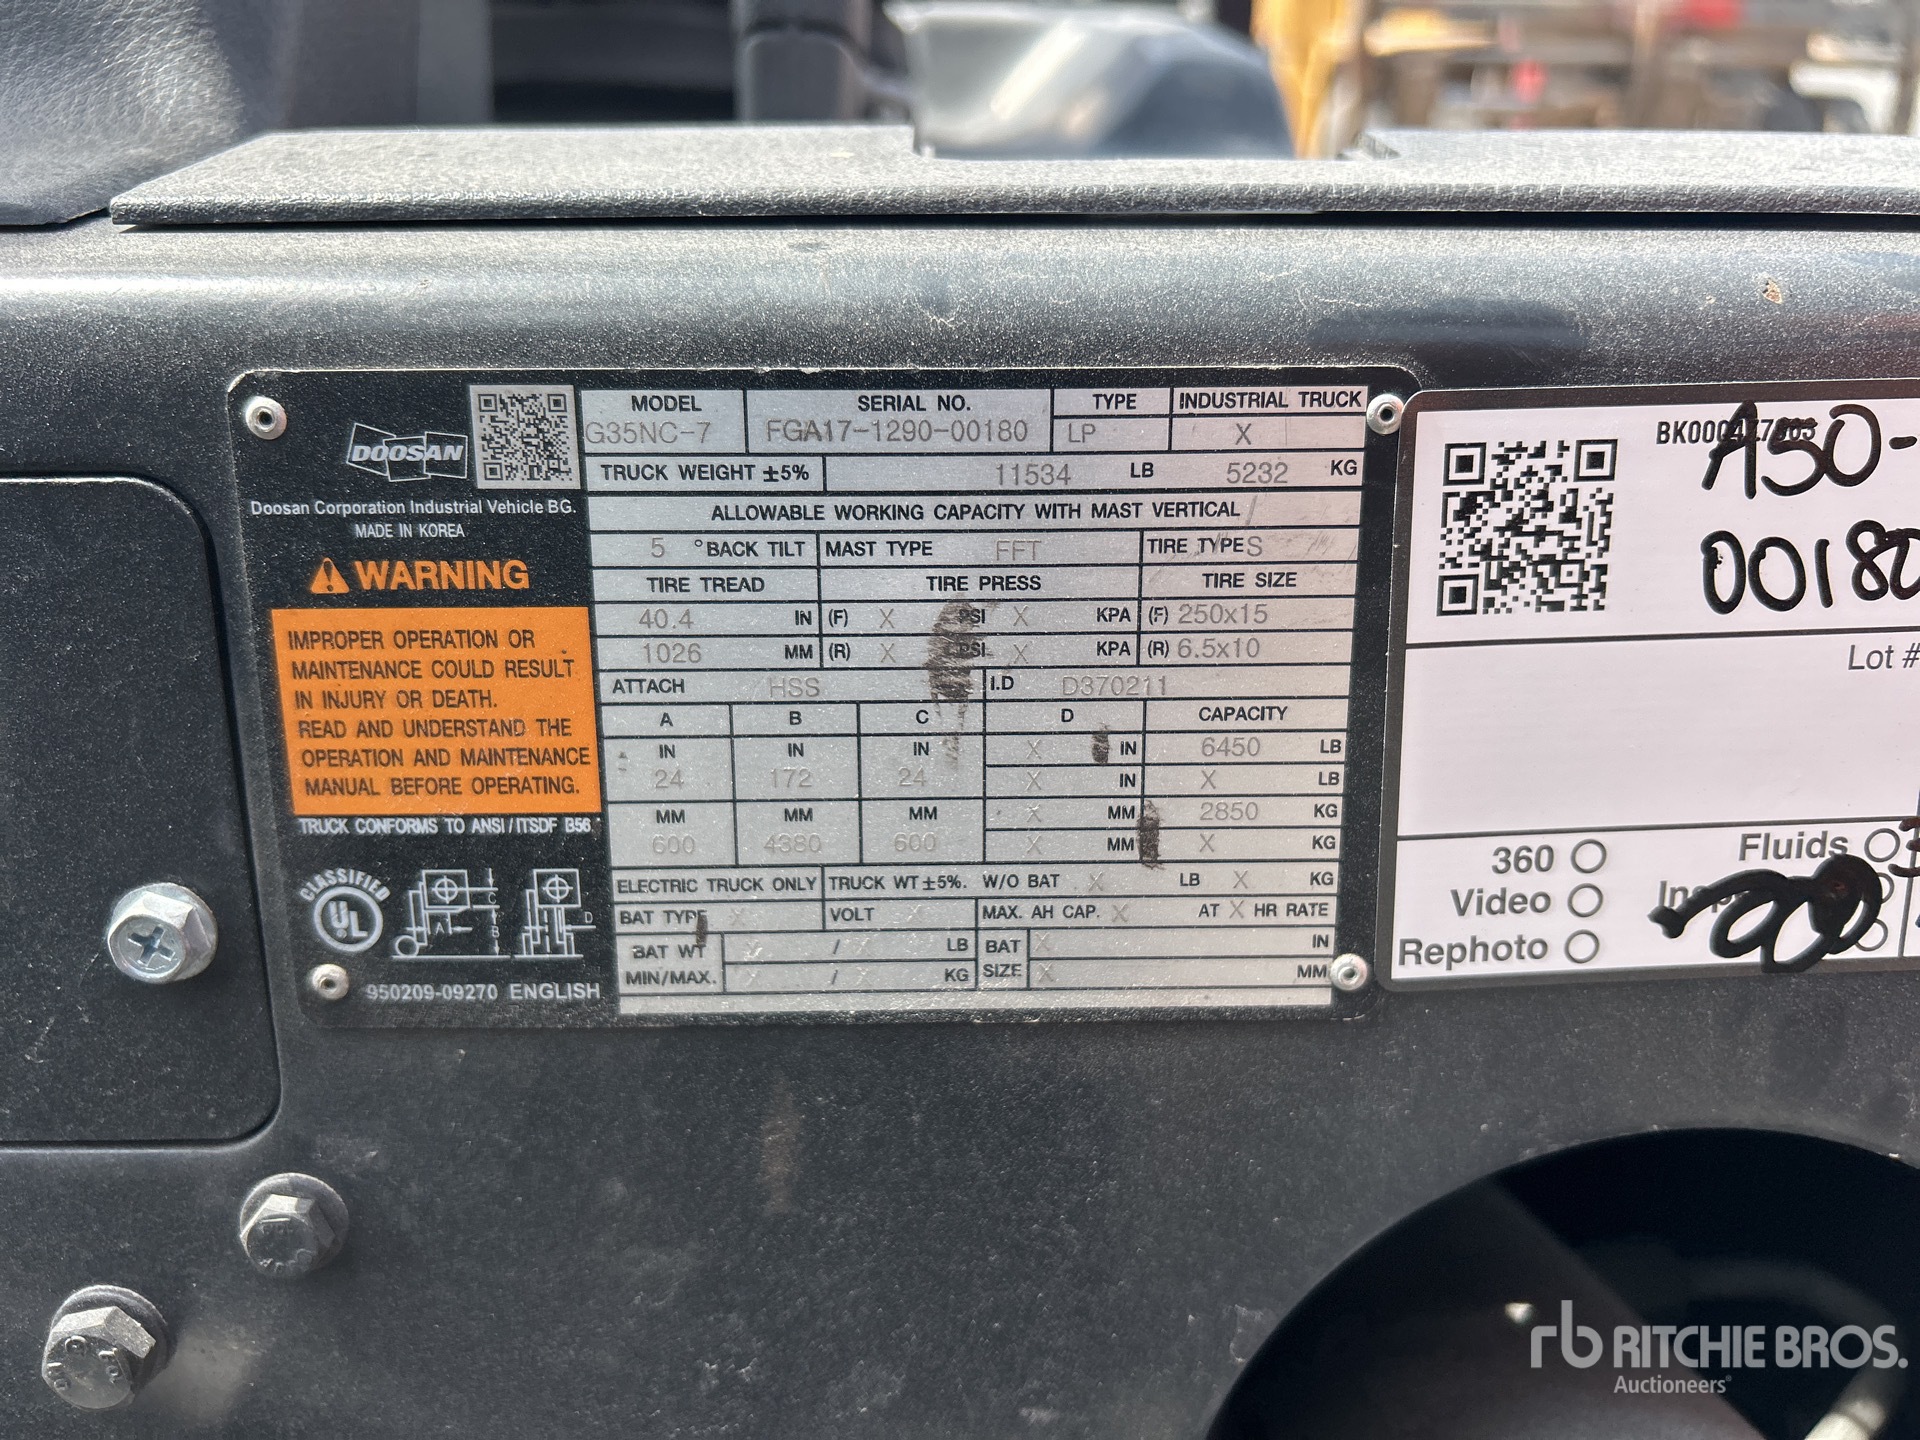 DOOSAN
Doosan Corporation Industrial Vehicle BG.
MADE IN KOREA
WARNING
IMPROPER OPERATION OR
MAINTENANCE COULD RESULT
IN INJURY OR DEATH.
READ AND UNDERSTAND THE
OPERATION AND MAINTENANCE
MANUAL BEFORE OPERATING.
TRUCK CONFORMS TO ANSI/ITSDF B56.
CLASSIFIED
UL
A B C D
950209-09270 ENGLISH
MODEL SERIAL NO. TYPE INDUSTRIAL TRUCK
G35NC-7 FGA17-1290-00180 LP X
TRUCK WEIGHT ±5% 11534 LB 5232 KG
ALLOWABLE WORKING CAPACITY WITH MAST VERTICAL
5 °BACK TILT MAST TYPE FFT TIRE TYPE S
TIRE TREAD TIRE PRESS TIRE SIZE
40.4 IN (F) X PSI X KPA (F) 250x15
1026 MM (R) X PSI X KPA (R) 6.5x10
ATTACH HSS I.D D370211
A B C D CAPACITY
IN IN IN X IN 6450 LB
24 172 24 X IN X LB
MM MM MM X MM 2850 KG
600 4380 600 X MM X KG
ELECTRIC TRUCK ONLY TRUCK WT ±5%. W/O BAT X LB X KG
BAT TYPE X VOLT MAX. AH CAP. X AT X HR RATE
BAT WT / LB BAT X IN
MIN/MAX. / KG SIZE X MM
A50-
00180
Lot #
360 Fluids
Video
Rephoto
rb RITCHIE BROS.
Auctioneers